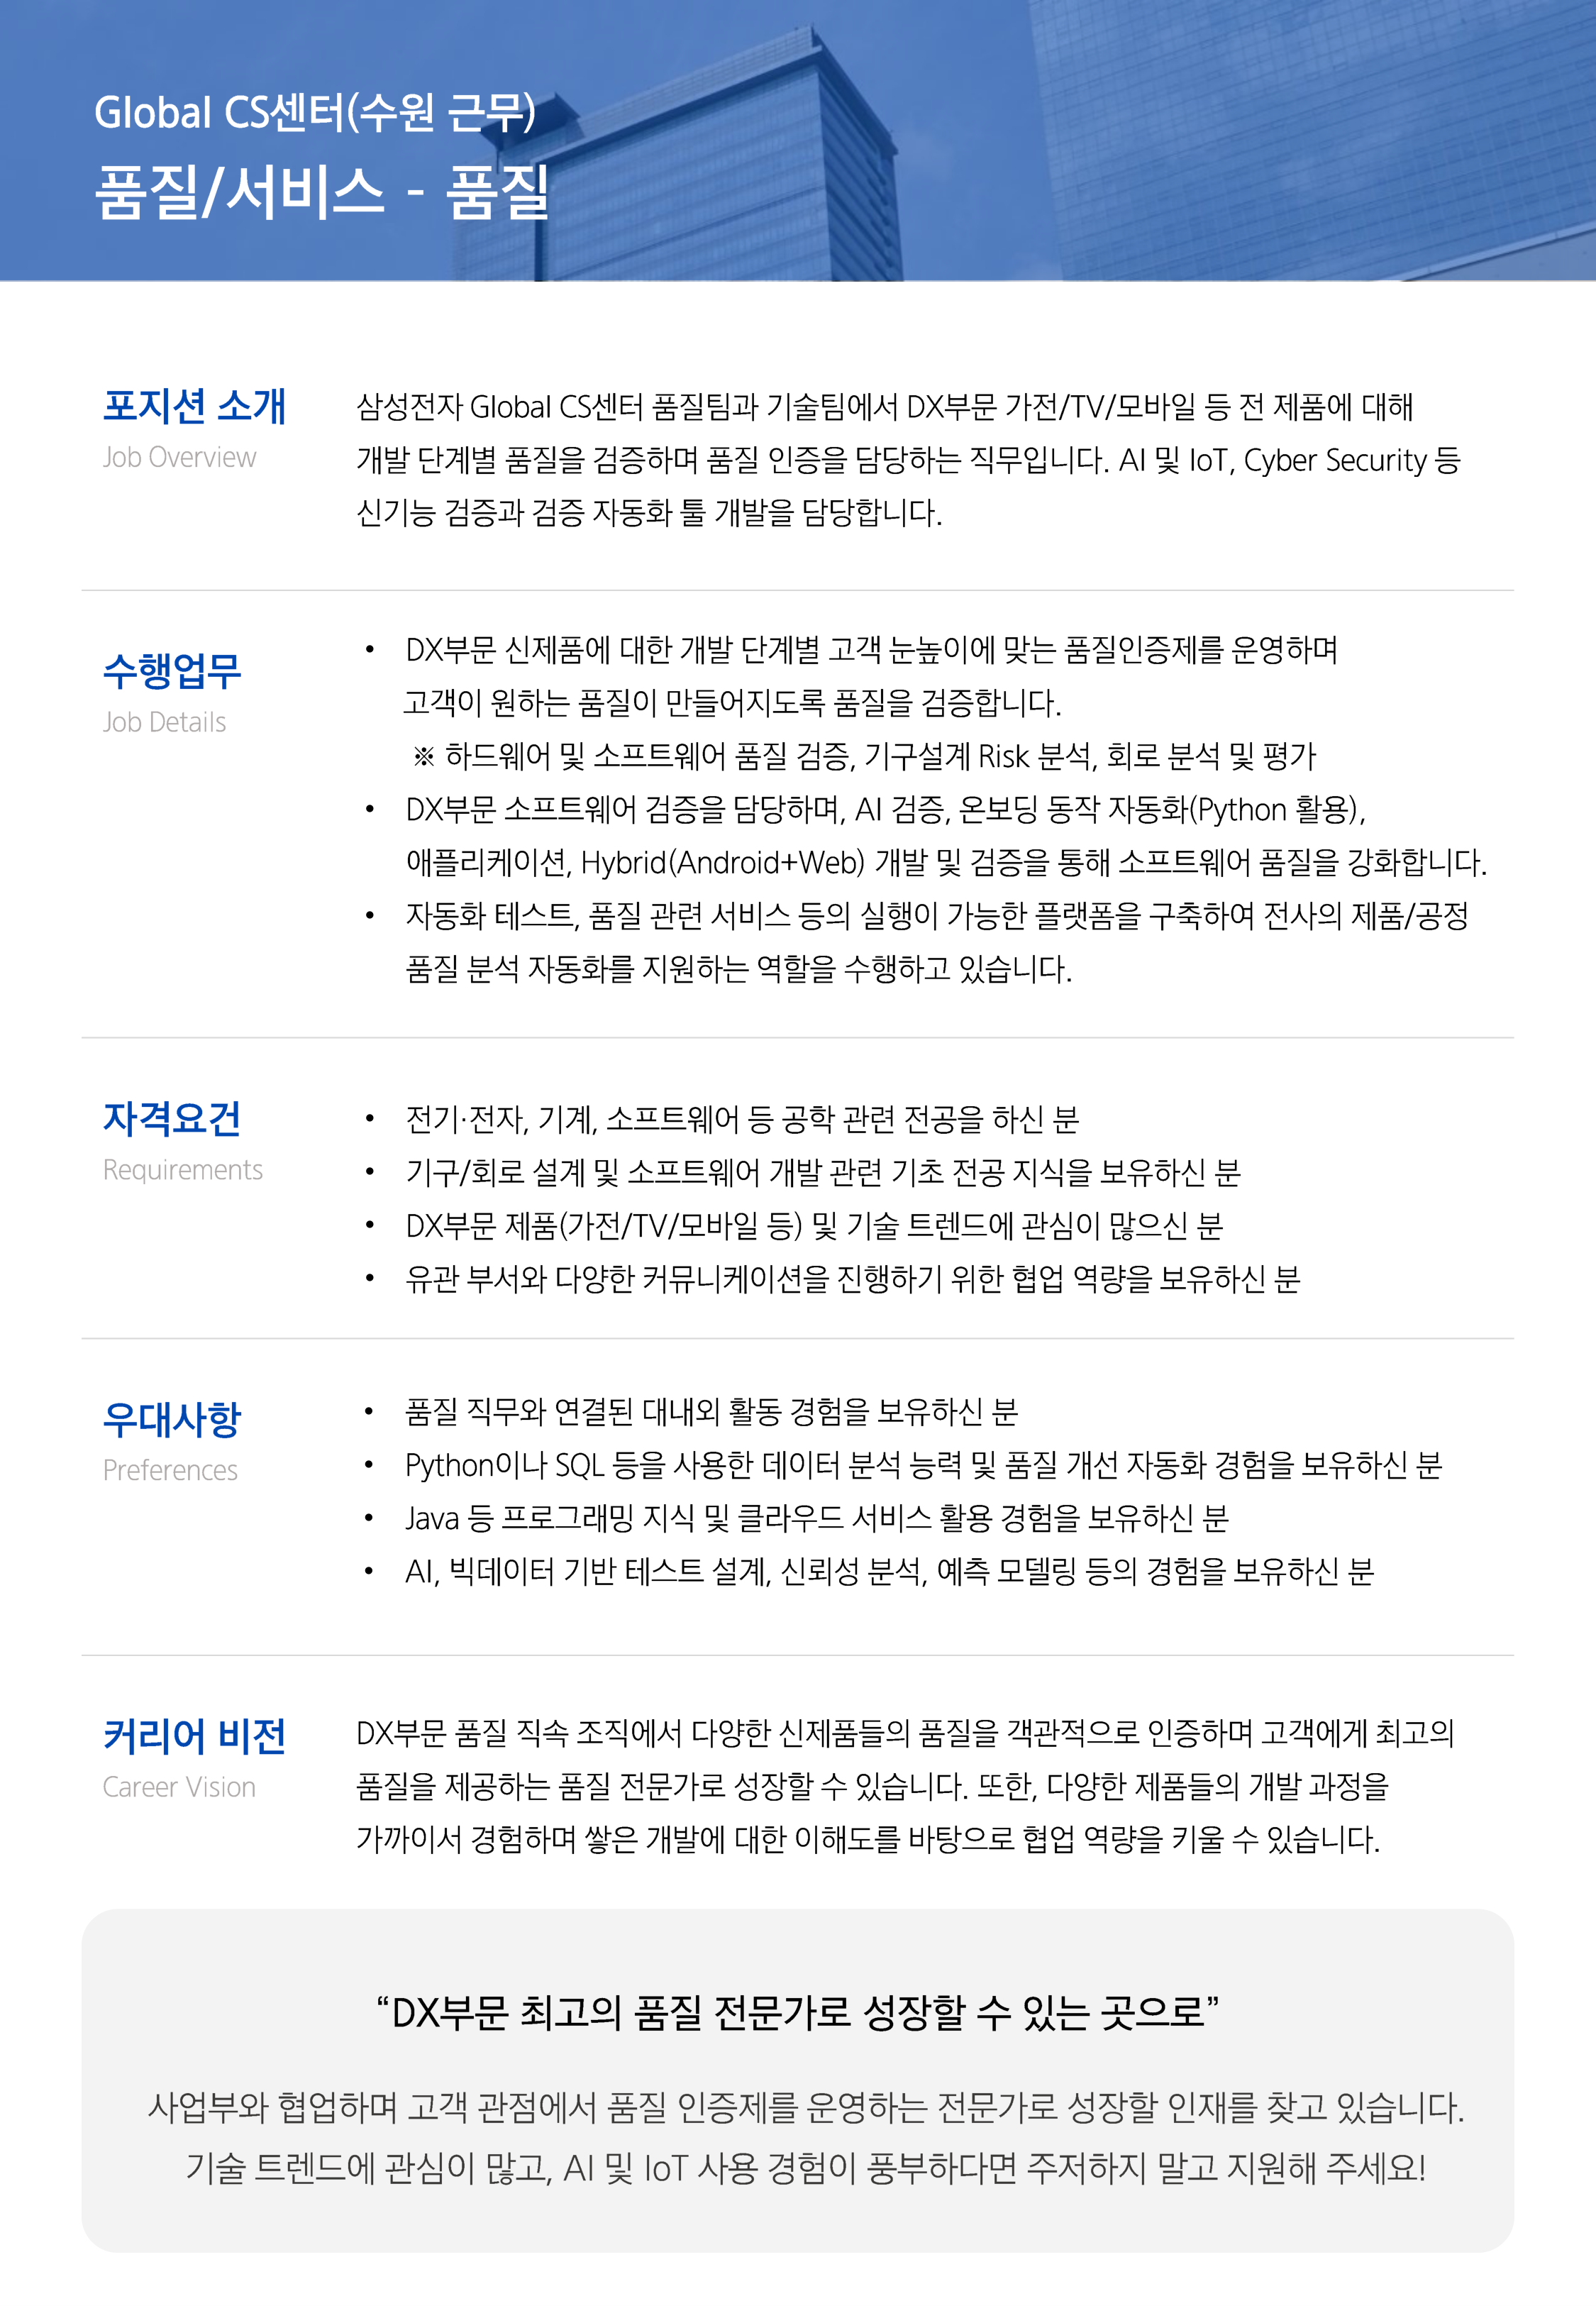 Global CS센터(수원 근무)
품질/서비스 - 품질
포지션 소개
Job Overview
삼성전자 Global CS센터 품질팀과 기술팀에서 DX부문 가전/TV/모바일 등 전 제품에 대해
개발 단계별 품질을 검증하며 품질 인증을 담당하는 직무입니다. AI 및 IoT, Cyber Security 등
신기능 검증과 검증 자동화 툴 개발을 담당합니다.
수행업무
Job Details
• DX부문 신제품에 대한 개발 단계별 고객 눈높이에 맞는 품질인증제를 운영하며
고객이 원하는 품질이 만들어지도록 품질을 검증합니다.
※ 하드웨어 및 소프트웨어 품질 검증, 기구설계 Risk 분석, 회로 분석 및 평가
• DX부문 소프트웨어 검증을 담당하며, AI 검증, 온보딩 동작 자동화(Python 활용),
애플리케이션, Hybrid(Android+Web) 개발 및 검증을 통해 소프트웨어 품질을 강화합니다.
• 자동화 테스트, 품질 관련 서비스 등의 실행이 가능한 플랫폼을 구축하여 전사의 제품/공정
품질 분석 자동화를 지원하는 역할을 수행하고 있습니다.
자격요건
Requirements
• 전기·전자, 기계, 소프트웨어 등 공학 관련 전공을 하신 분
• 기구/회로 설계 및 소프트웨어 개발 관련 기초 전공 지식을 보유하신 분
• DX부문 제품(가전/TV/모바일 등) 및 기술 트렌드에 관심이 많으신 분
• 유관 부서와 다양한 커뮤니케이션을 진행하기 위한 협업 역량을 보유하신 분
우대사항
Preferences
• 품질 직무와 연결된 대내외 활동 경험을 보유하신 분
• Python이나 SQL 등을 사용한 데이터 분석 능력 및 품질 개선 자동화 경험을 보유하신 분
• Java 등 프로그래밍 지식 및 클라우드 서비스 활용 경험을 보유하신 분
• AI, 빅데이터 기반 테스트 설계, 신뢰성 분석, 예측 모델링 등의 경험을 보유하신 분
커리어 비전
Career Vision
DX부문 품질 직속 조직에서 다양한 신제품들의 품질을 객관적으로 인증하며 고객에게 최고의
품질을 제공하는 품질 전문가로 성장할 수 있습니다. 또한, 다양한 제품들의 개발 과정을
가까이서 경험하며 쌓은 개발에 대한 이해도를 바탕으로 협업 역량을 키울 수 있습니다.
“DX부문 최고의 품질 전문가로 성장할 수 있는 곳으로”
사업부와 협업하며 고객 관점에서 품질 인증제를 운영하는 전문가로 성장할 인재를 찾고 있습니다.
기술 트렌드에 관심이 많고, AI 및 IoT 사용 경험이 풍부하다면 주저하지 말고 지원해 주세요!